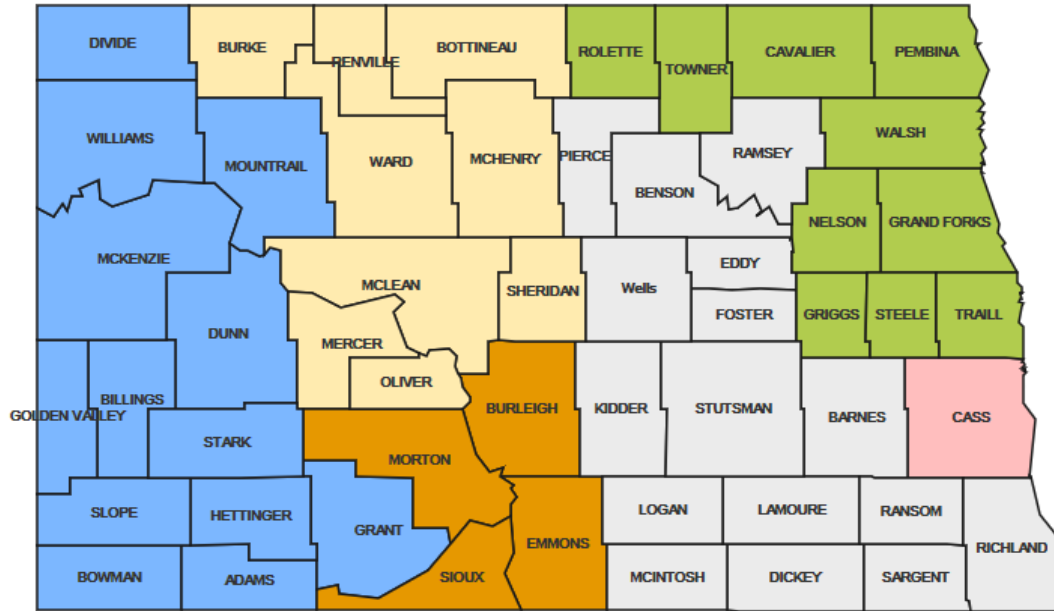 DIVIDE
BURKE
RENVILLE
BOTTINEAU
ROLETTE
TOWNER
CAVALIER
PEMBINA
WILLIAMS
MOUNTRAIL
WARD
MCHENRY
PIERCE
BENSON
RAMSEY
WALSH
MCKENZIE
NELSON
GRAND FORKS
DUNN
MCLEAN
SHERIDAN
Wells
EDDY
FOSTER
GRIGGS
STEELE
TRAILL
MERCER
OLIVER
GOLDEN VALLEY
BILLINGS
STARK
MORTON
BURLEIGH
KIDDER
STUTSMAN
BARNES
CASS
SLOPE
HETTINGER
GRANT
EMMONS
LOGAN
LAMOURE
RANSOM
RICHLAND
BOWMAN
ADAMS
SIOUX
MCINTOSH
DICKEY
SARGENT